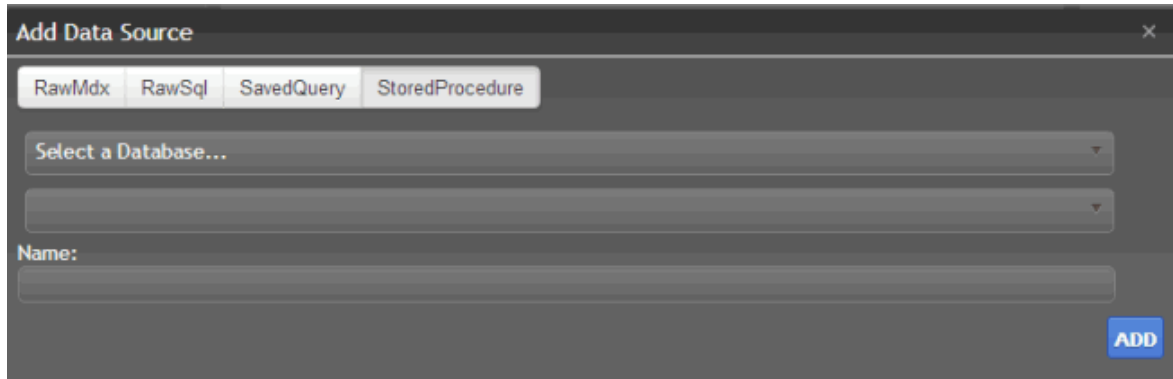 Add Data Source ×
RawMdx RawSql SavedQuery StoredProcedure
Select a Database...
Name:
ADD